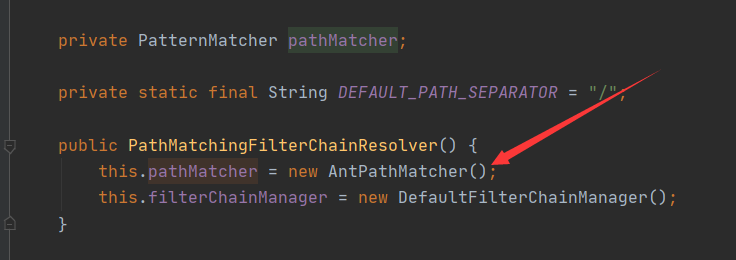 private PatternMatcher pathMatcher;
private static final String DEFAULT_PATH_SEPARATOR = "/";
public PathMatchingFilterChainResolver() {
this.pathMatcher = new AntPathMatcher();
this.filterChainManager = new DefaultFilterChainManager();
}